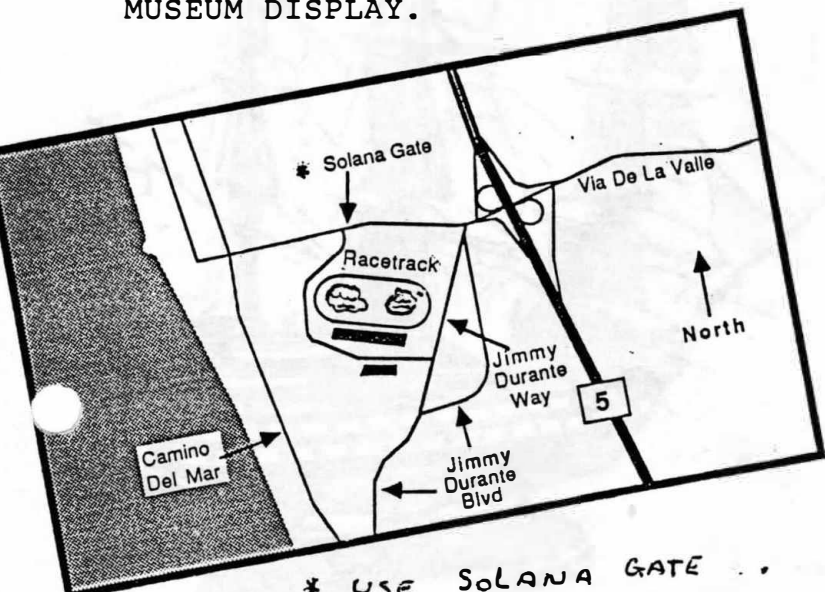 MUSEUM DISPLAY.
* Solana Gate
Via De La Valle
Racetrack
North
Jimmy
Durante
Way
5
Camino
Del Mar
Jimmy
Durante
Blvd
* USE SOLANA GATE . .